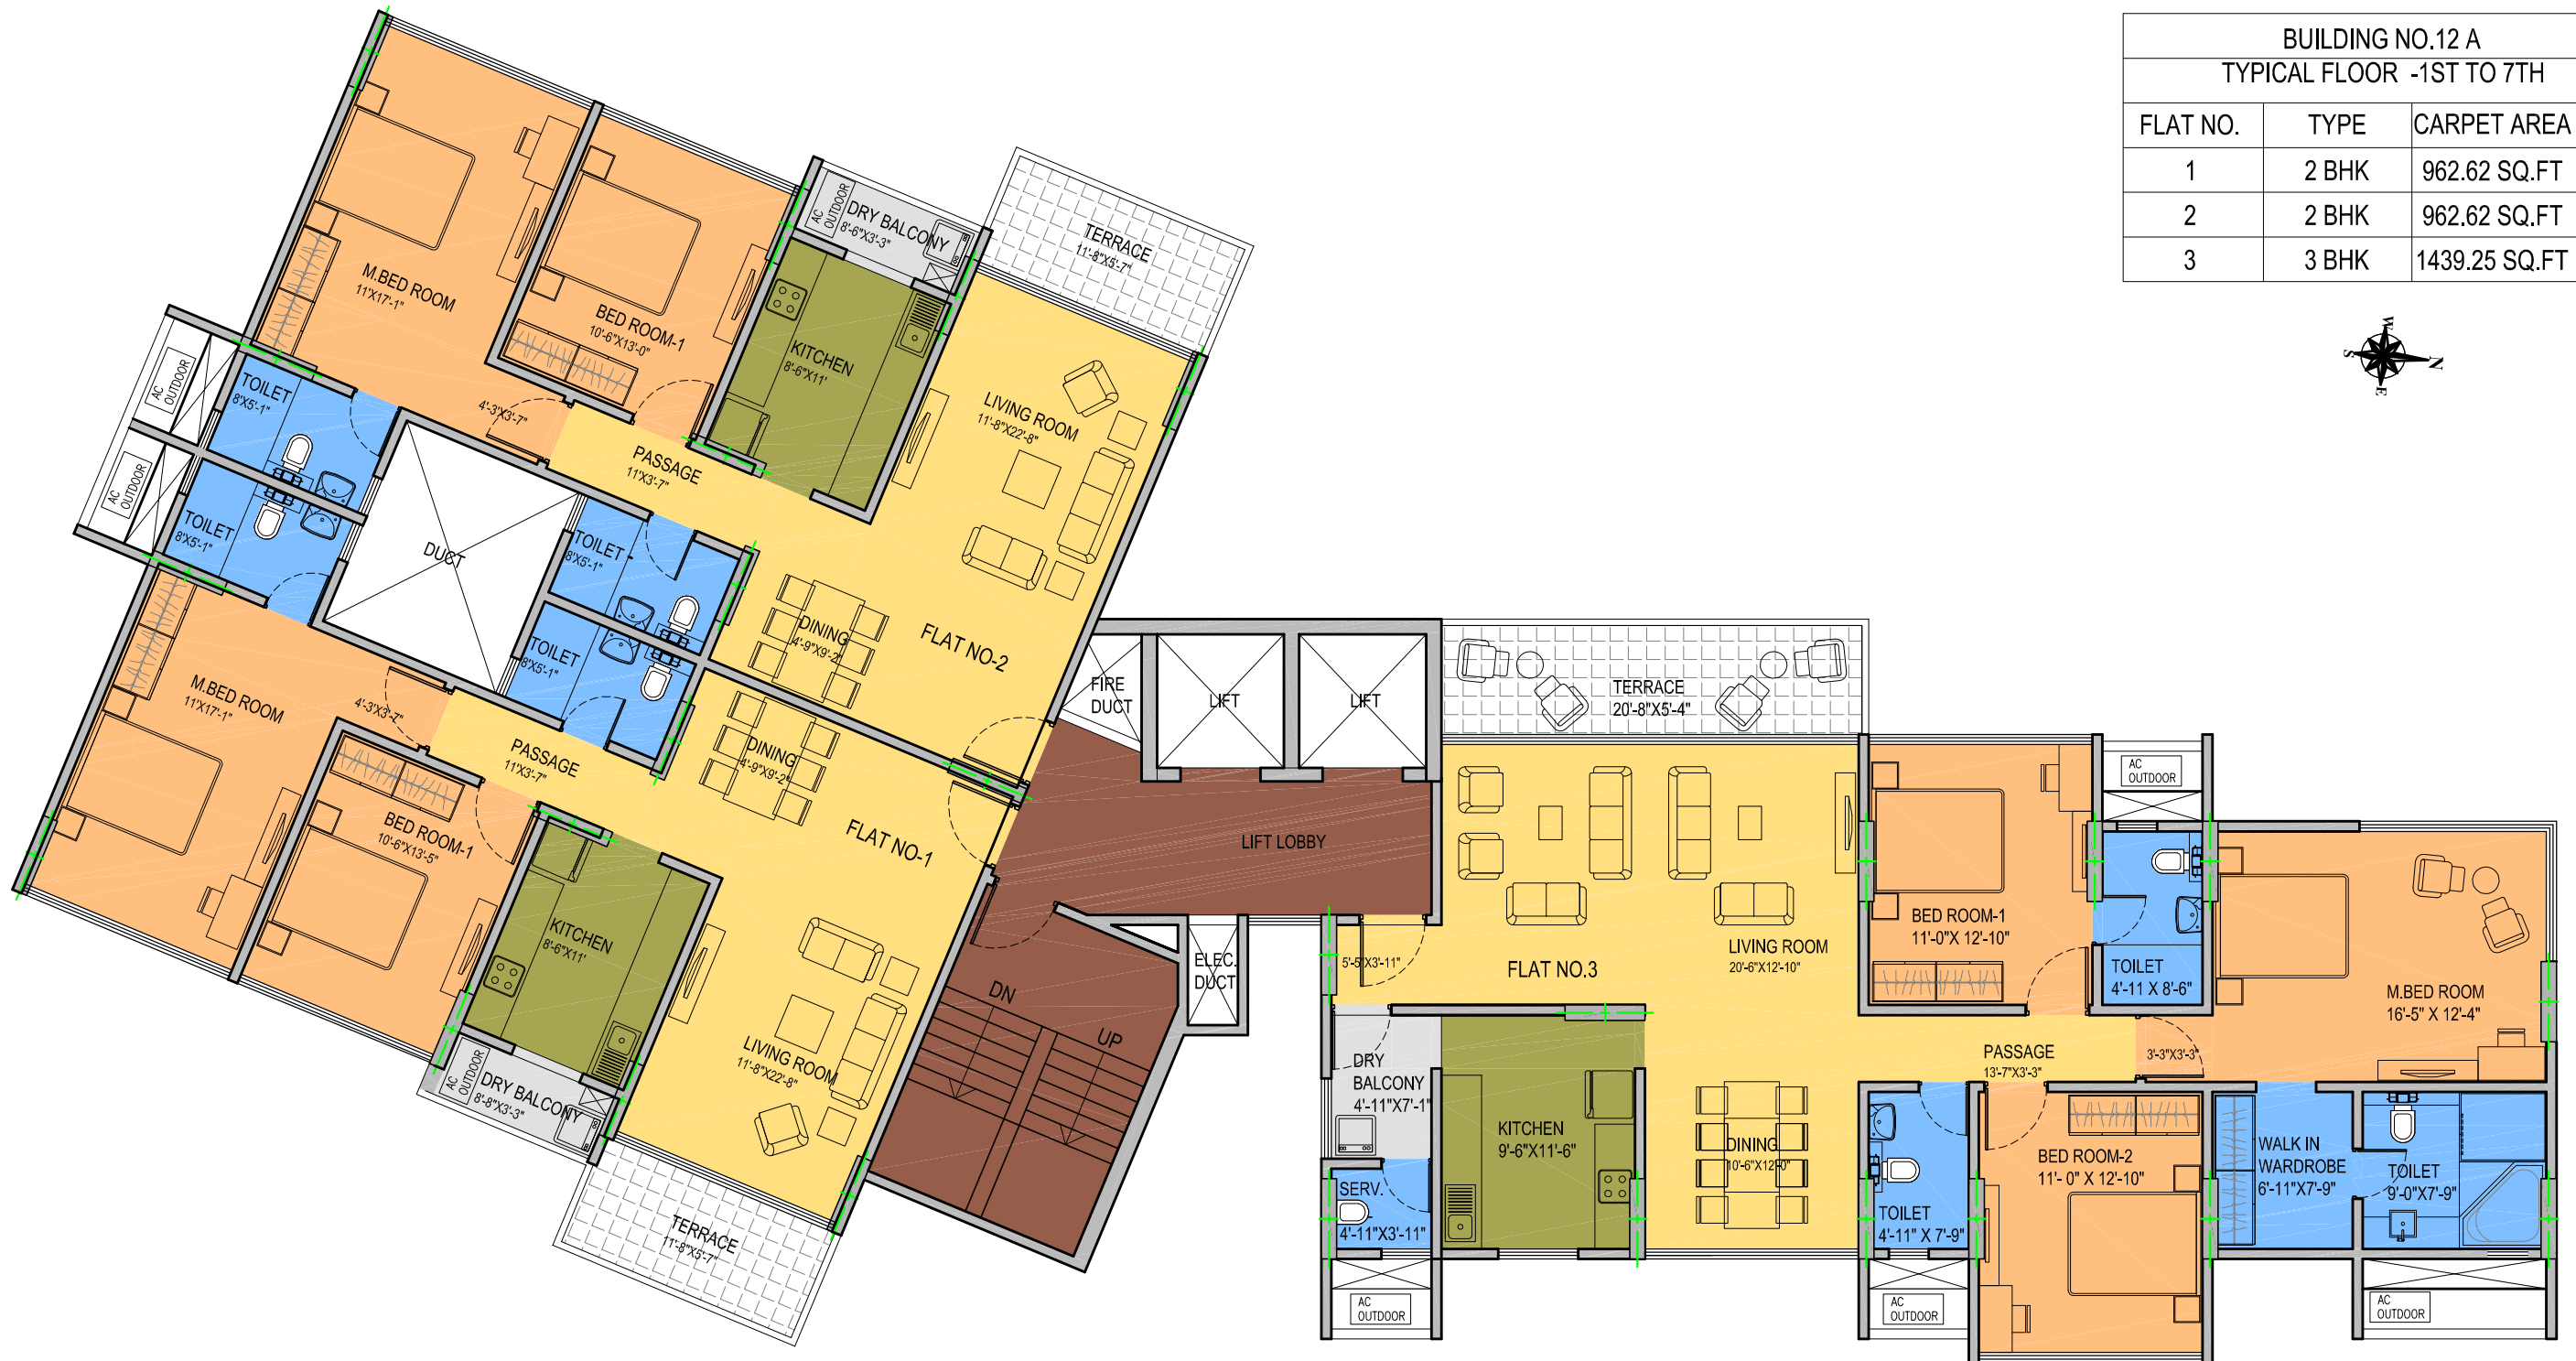 BUILDING NO.12 A
TYPICAL FLOOR -1ST TO 7TH
FLAT NO. TYPE CARPET AREA
1 2 BHK 962.62 SQ.FT
2 2 BHK 962.62 SQ.FT
3 3 BHK 1439.25 SQ.FT
W
S
N
E
M.BED ROOM
11'X17'-1"
BED ROOM-1
10'-6"X13'-0"
AC
OUTDOOR
DRY BALCONY
8'-6"X3'-3"
TERRACE
11'-8"X5'-7"
KITCHEN
8'-6"X11'
LIVING ROOM
11'-8"X22'-8"
AC
OUTDOOR
TOILET
8'X5'-1"
4'-3"X3'-7"
PASSAGE
11'X3'-7"
AC
OUTDOOR
TOILET
8'X5'-1"
DUCT
TOILET
8'X5'-1"
DINING
4'-9"X9'-2"
FLAT NO-2
TOILET
8'X5'-1"
M.BED ROOM
11'X17'-1"
4'-3"X3'-7"
PASSAGE
11'X3'-7"
DINING
4'-9"X9'-2"
FLAT NO-1
BED ROOM-1
10'-6"X13'-5"
KITCHEN
8'-6"X11'
LIVING ROOM
11'-8"X22'-8"
AC
OUTDOOR
DRY BALCONY
8'-8"X3'-3"
TERRACE
11'-8"X5'-7"
FIRE
DUCT
LIFT
LIFT
LIFT LOBBY
ELEC.
DUCT
DN
UP
TERRACE
20'-8"X5'-4"
AC
OUTDOOR
5'-5"X3'-11"
FLAT NO.3
LIVING ROOM
20'-6"X12'-10"
BED ROOM-1
11'-0"X 12'-10"
TOILET
4'-11 X 8'-6"
M.BED ROOM
16'-5" X 12'-4"
DRY
BALCONY
4'-11"X7'-1"
PASSAGE
13'-7"X3'-3"
3'-3"X3'-3"
KITCHEN
9'-6"X11'-6"
DINING
10'-6"X12'-0"
SERV.
4'-11"X3'-11"
TOILET
4'-11" X 7'-9"
BED ROOM-2
11'- 0" X 12'-10"
WALK IN
WARDROBE
6'-11"X7'-9"
TOILET
9'-0"X7'-9"
AC
OUTDOOR
AC
OUTDOOR
AC
OUTDOOR